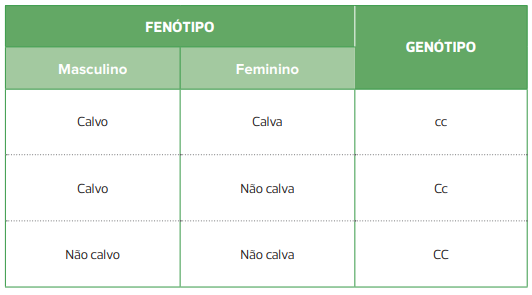 FENÓTIPO
GENÓTIPO
Masculino
Feminino
Calvo
Calva
cc
Calvo
Não calva
Cc
Não calvo
Não calva
CC